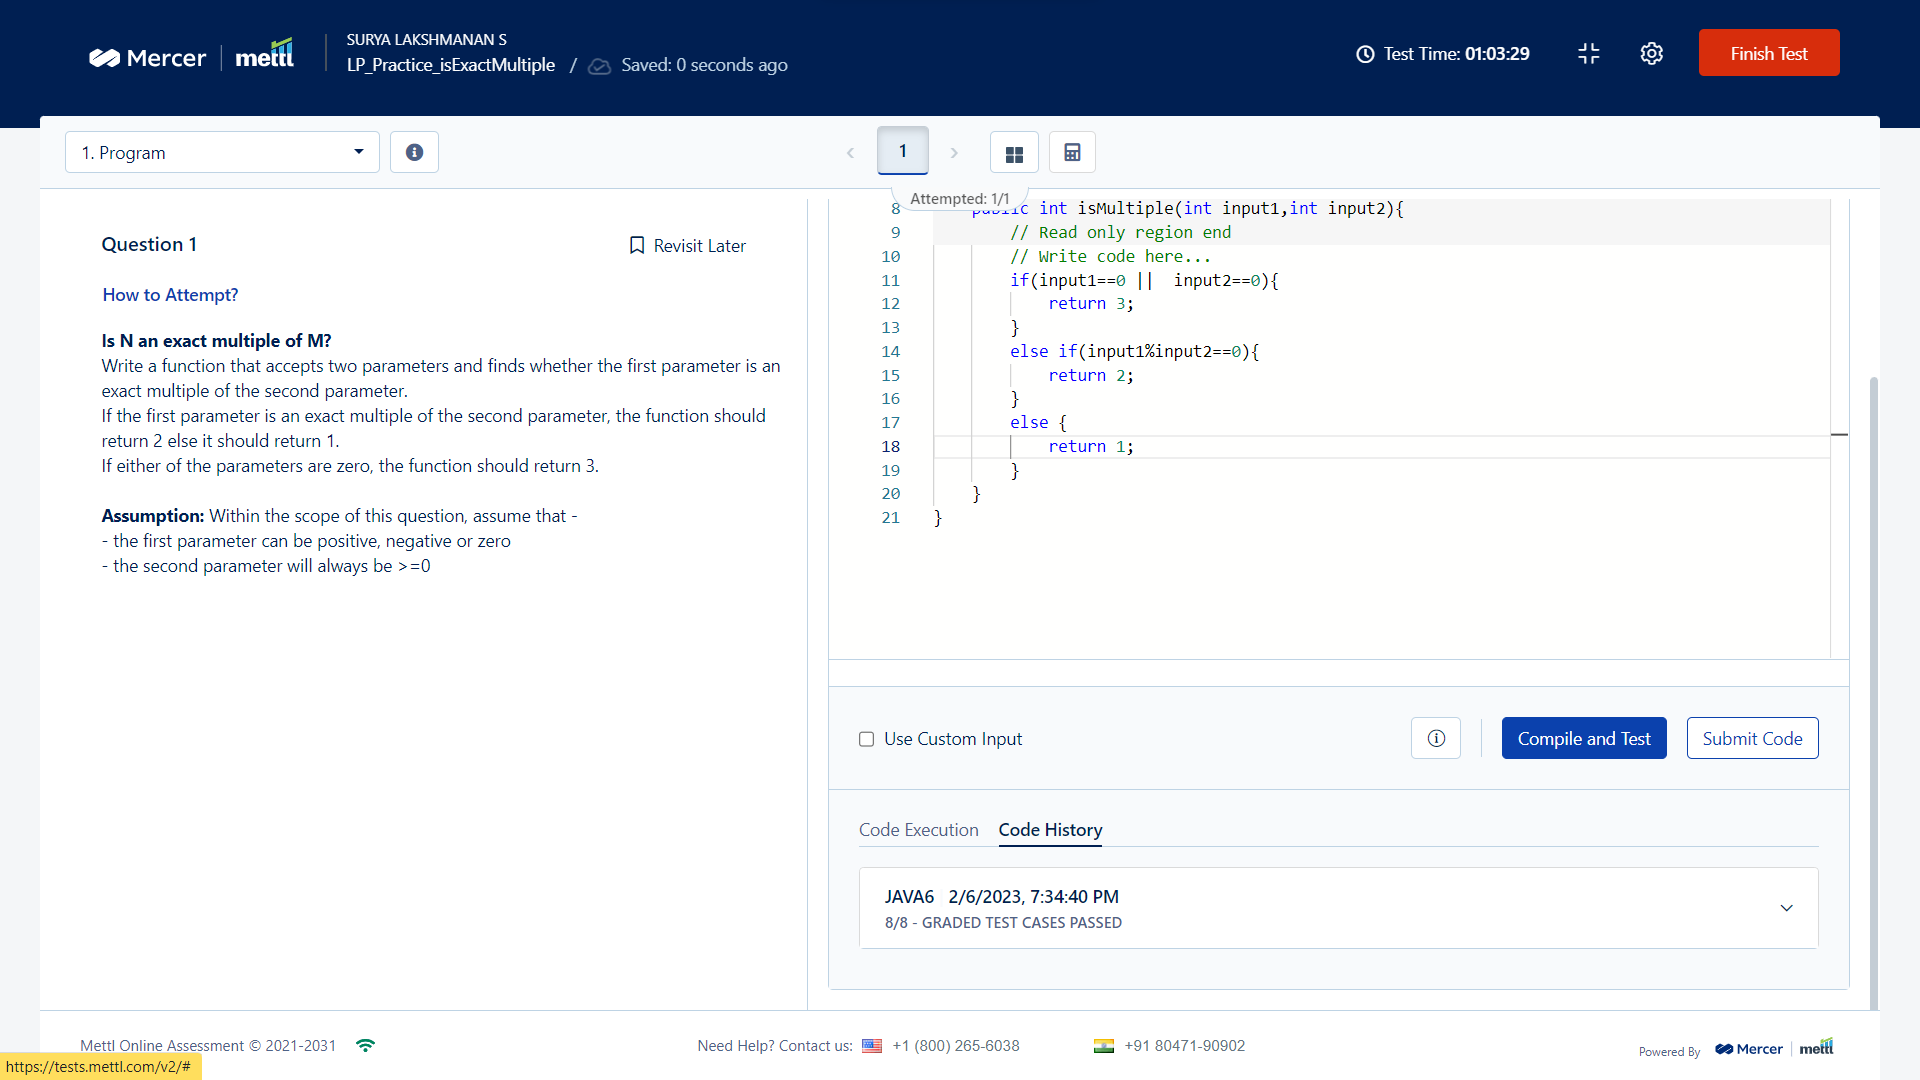 Mercer | mettl
SURYA LAKSHMANAN S
LP_Practice_isExactMultiple / Saved: 0 seconds ago
Test Time: 01:03:29
Finish Test
1. Program
1
Attempted: 1/1
Question 1
Revisit Later
How to Attempt?
Is N an exact multiple of M?
Write a function that accepts two parameters and finds whether the first parameter is an
exact multiple of the second parameter.
If the first parameter is an exact multiple of the second parameter, the function should
return 2 else it should return 1.
If either of the parameters are zero, the function should return 3.
Assumption: Within the scope of this question, assume that -
- the first parameter can be positive, negative or zero
- the second parameter will always be >=0
8 public int isMultiple(int input1,int input2){
9 // Read only region end
10 // Write code here...
11 if(input1==0 ||  input2==0){
12 return 3;
13 }
14 else if(input1%input2==0){
15 return 2;
16 }
17 else {
18 return 1;
19 }
20 }
21 }
Use Custom Input
Compile and Test
Submit Code
Code Execution
Code History
JAVA6 2/6/2023, 7:34:40 PM
8/8 - GRADED TEST CASES PASSED
Mettl Online Assessment © 2021-2031
Need Help? Contact us: +1 (800) 265-6038
+91 80471-90902
Powered By Mercer | mettl
https://tests.mettl.com/v2/#